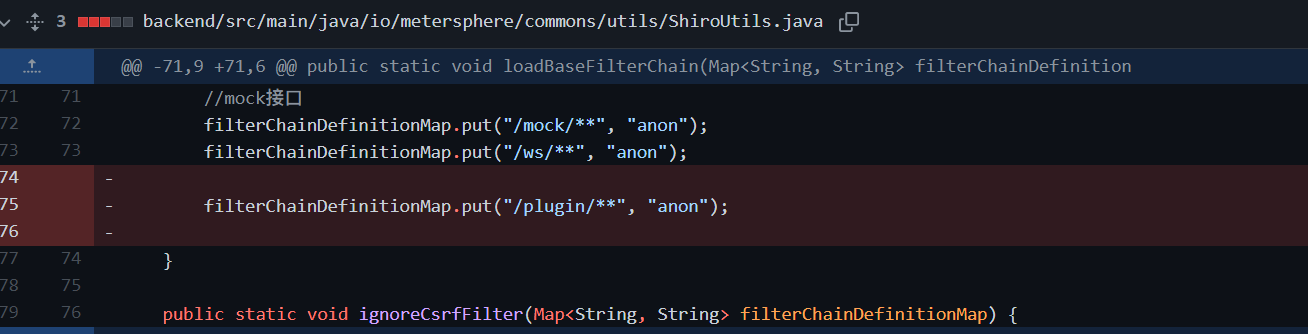 3 backend/src/main/java/io/metersphere/commons/utils/ShiroUtils.java
@@ -71,9 +71,6 @@ public static void loadBaseFilterChain(Map<String, String> filterChainDefinition
71 71 //mock接口
72 72 filterChainDefinitionMap.put("/mock/**", "anon");
73 73 filterChainDefinitionMap.put("/ws/**", "anon");
74 -
75 - filterChainDefinitionMap.put("/plugin/**", "anon");
76 -
77 74 }
78 75
79 76 public static void ignoreCsrfFilter(Map<String, String> filterChainDefinitionMap) {